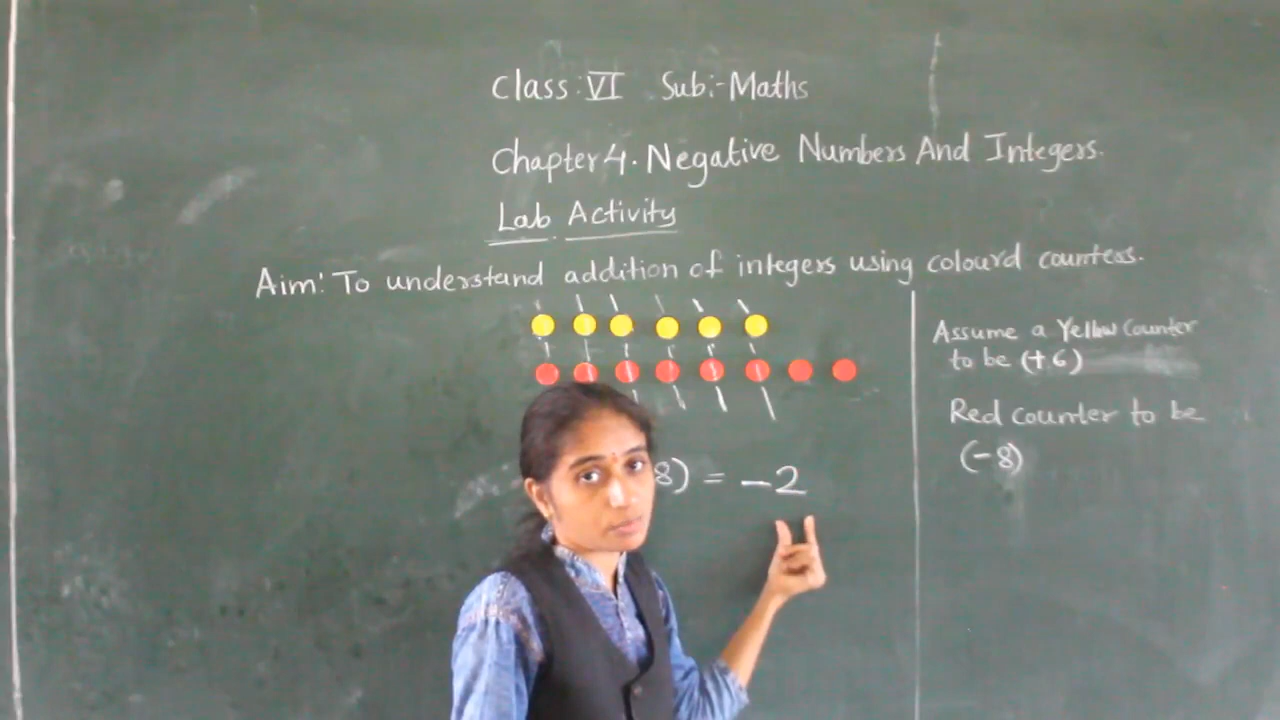 Class:VI Sub:-Maths
Chapter 4. Negative Numbers And Integers.
Lab Activity
Aim: To understand addition of integers using colourd counters.
Assume a Yellow Counter
to be (+6)
Red counter to be
(-8)
8) = -2